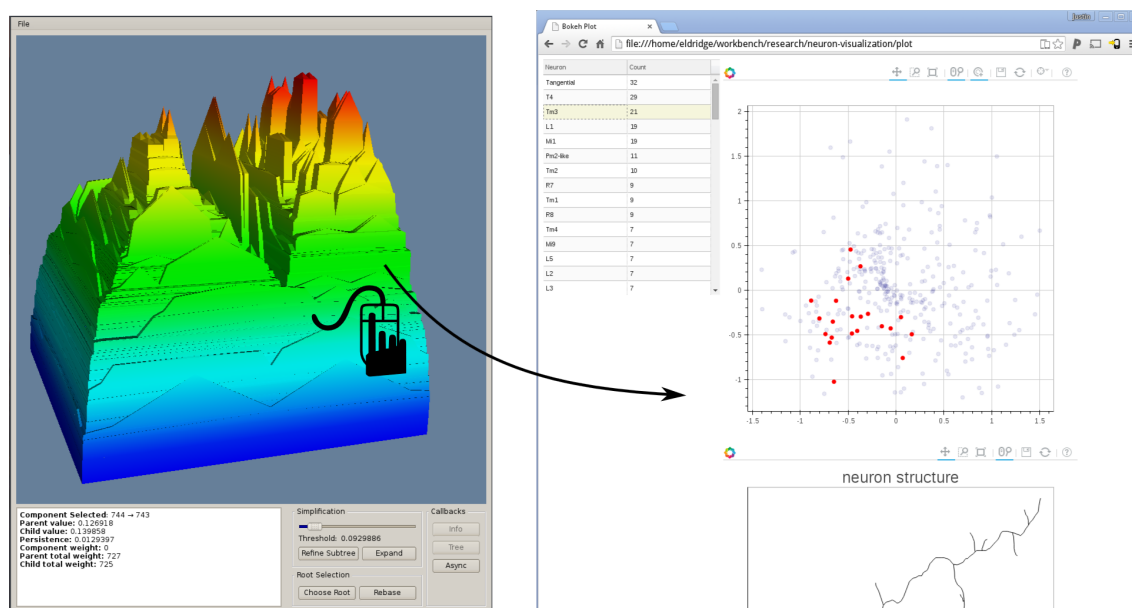 File
Component Selected: 744 → 743
Parent value: 0.126918
Child value: 0.139858
Persistence: 0.0129397
Component weight: 0
Parent total weight: 727
Child total weight: 725
Simplification
Threshold: 0.0929886
Refine Subtree Expand
Root Selection
Choose Root Rebase
Callbacks
Info
Tree
Async
Justin
Bokeh Plot
file:///home/eldridge/workbench/research/neuron-visualization/plot
Neuron Count
Tangential 32
T4 29
Tm3 21
L1 19
Mi1 19
Pm2-like 11
Tm2 10
R7 9
Tm1 9
R8 9
Tm4 7
Mi9 7
L5 7
L2 7
L3 7
2
1.5
1
0.5
0
-0.5
-1
-1.5 -1 -0.5 0 0.5 1 1.5
neuron structure